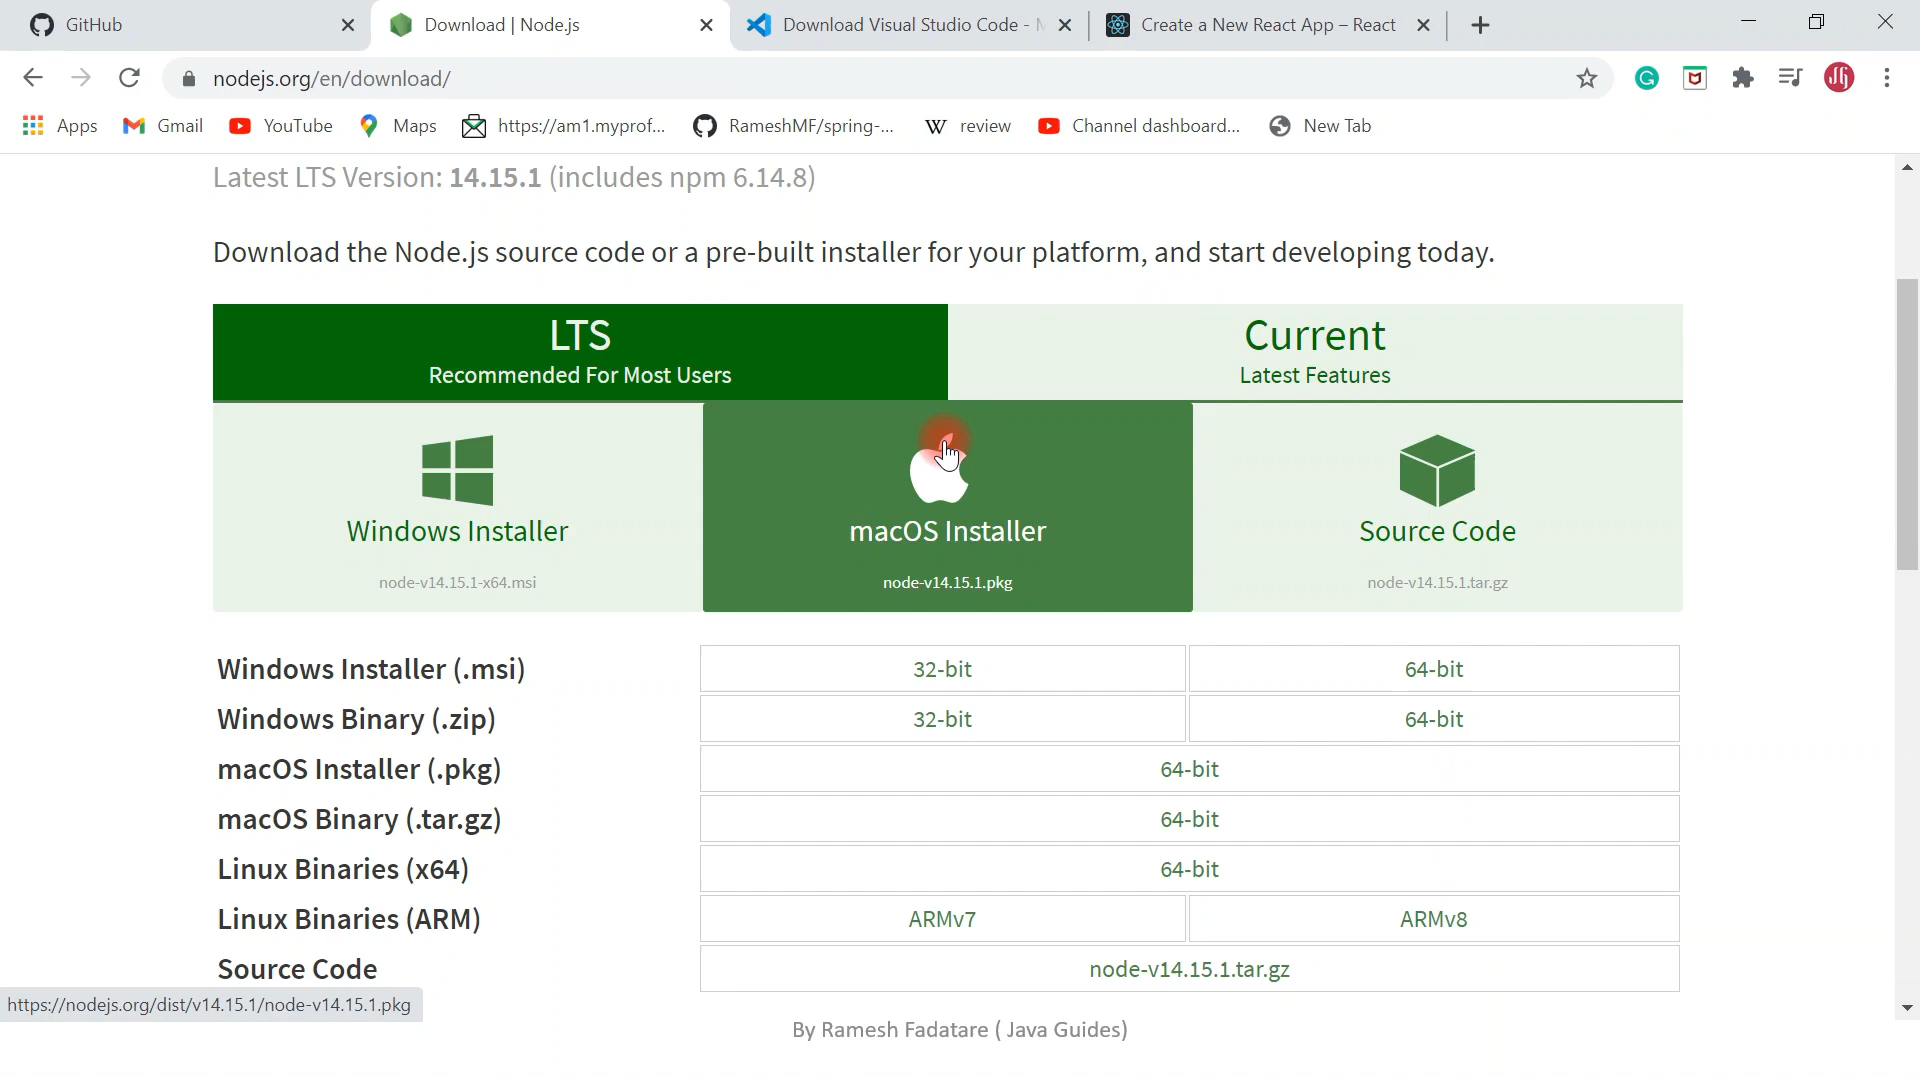 GitHub
Download | Node.js
Download Visual Studio Code -
Create a New React App – React
nodejs.org/en/download/
Apps
Gmail
YouTube
Maps
https://am1.myprof...
RameshMF/spring-...
W review
Channel dashboard...
New Tab
Latest LTS Version: 14.15.1 (includes npm 6.14.8)
Download the Node.js source code or a pre-built installer for your platform, and start developing today.
LTS
Recommended For Most Users
Current
Latest Features
Windows Installer
node-v14.15.1-x64.msi
macOS Installer
node-v14.15.1.pkg
Source Code
node-v14.15.1.tar.gz
Windows Installer (.msi)
32-bit
64-bit
Windows Binary (.zip)
32-bit
64-bit
macOS Installer (.pkg)
64-bit
macOS Binary (.tar.gz)
64-bit
Linux Binaries (x64)
64-bit
Linux Binaries (ARM)
ARMv7
ARMv8
Source Code
node-v14.15.1.tar.gz
https://nodejs.org/dist/v14.15.1/node-v14.15.1.pkg
By Ramesh Fadatare ( Java Guides)